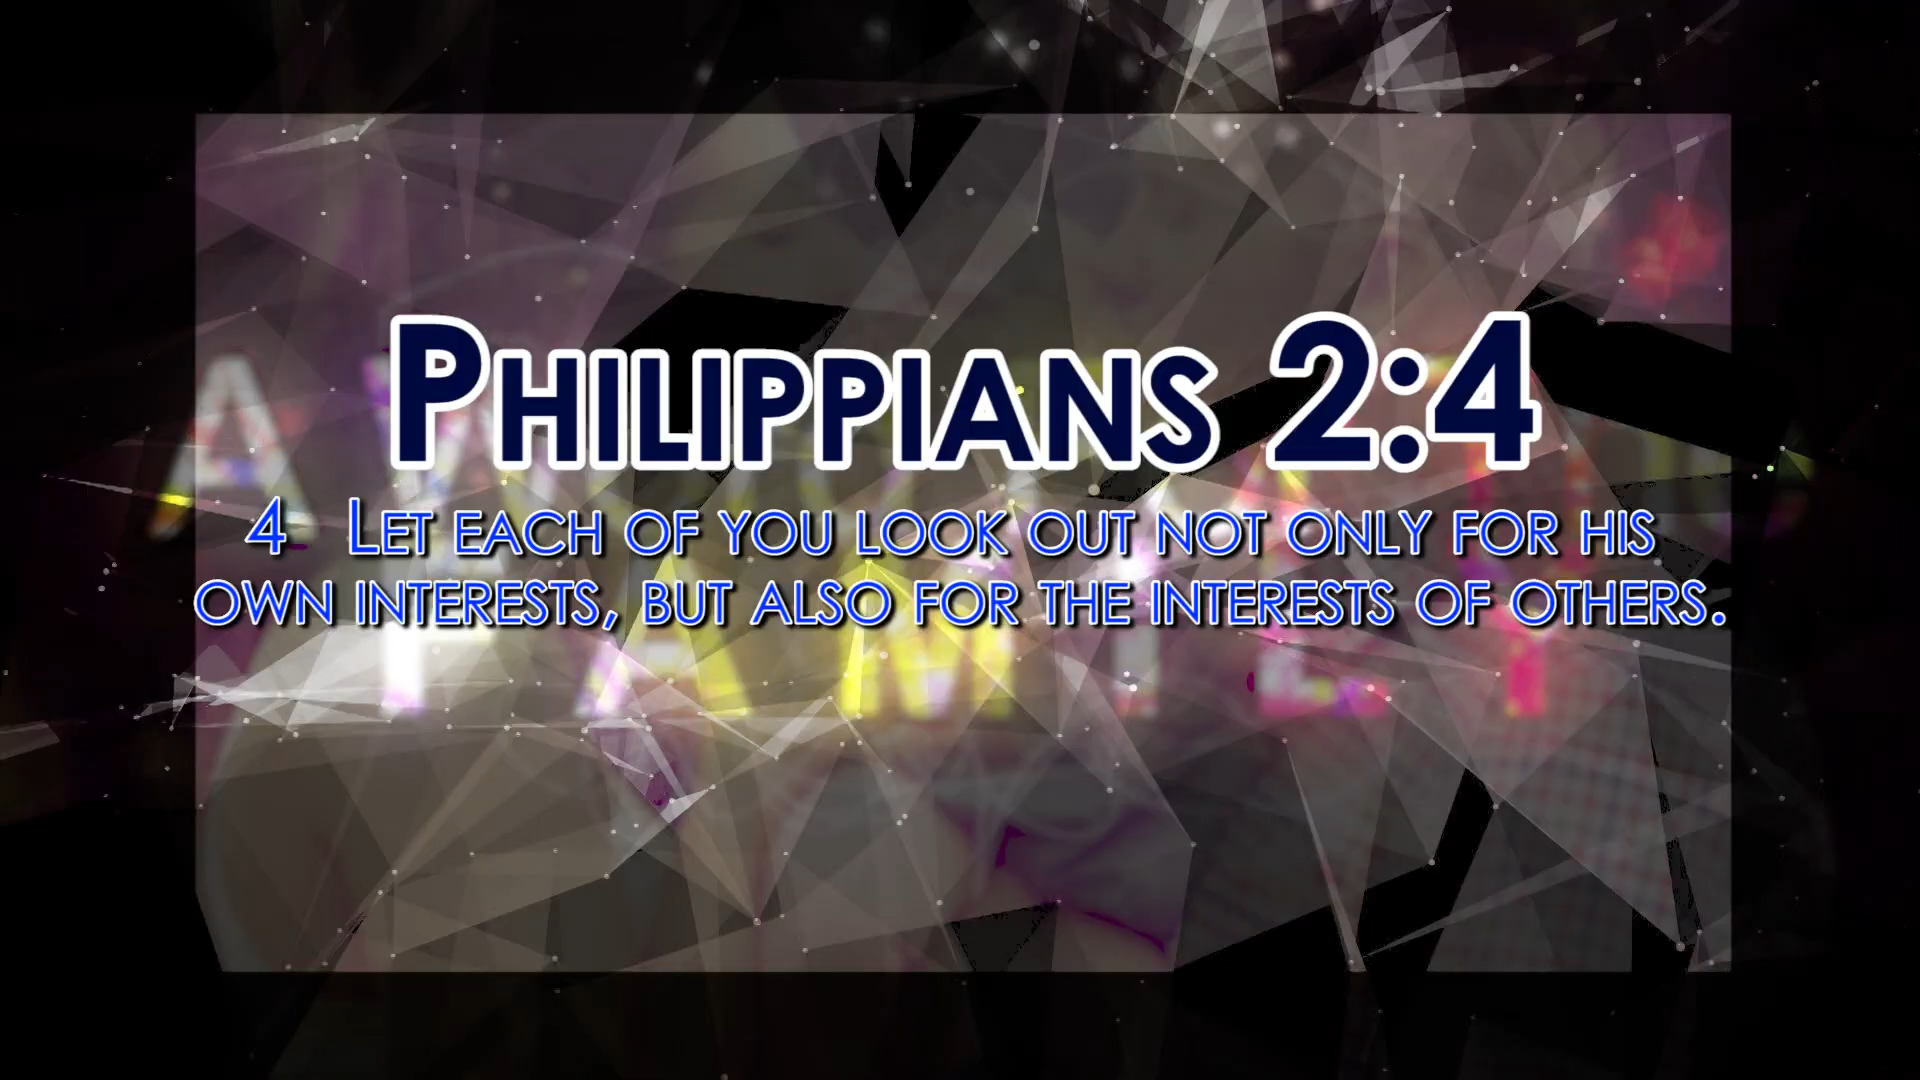 Philippians 2:4
4 Let each of you look out not only for his
own interests, but also for the interests of others.
FAMILY